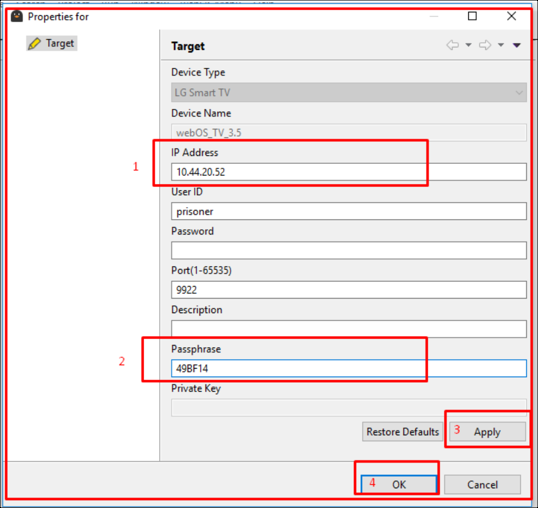 Properties for
Target
Target
Device Type
LG Smart TV
Device Name
webOS_TV_3.5
1
IP Address
10.44.20.52
User ID
prisoner
Password
Port(1-65535)
9922
Description
2
Passphrase
49BF14
Private Key
Restore Defaults
3 Apply
4 OK
Cancel